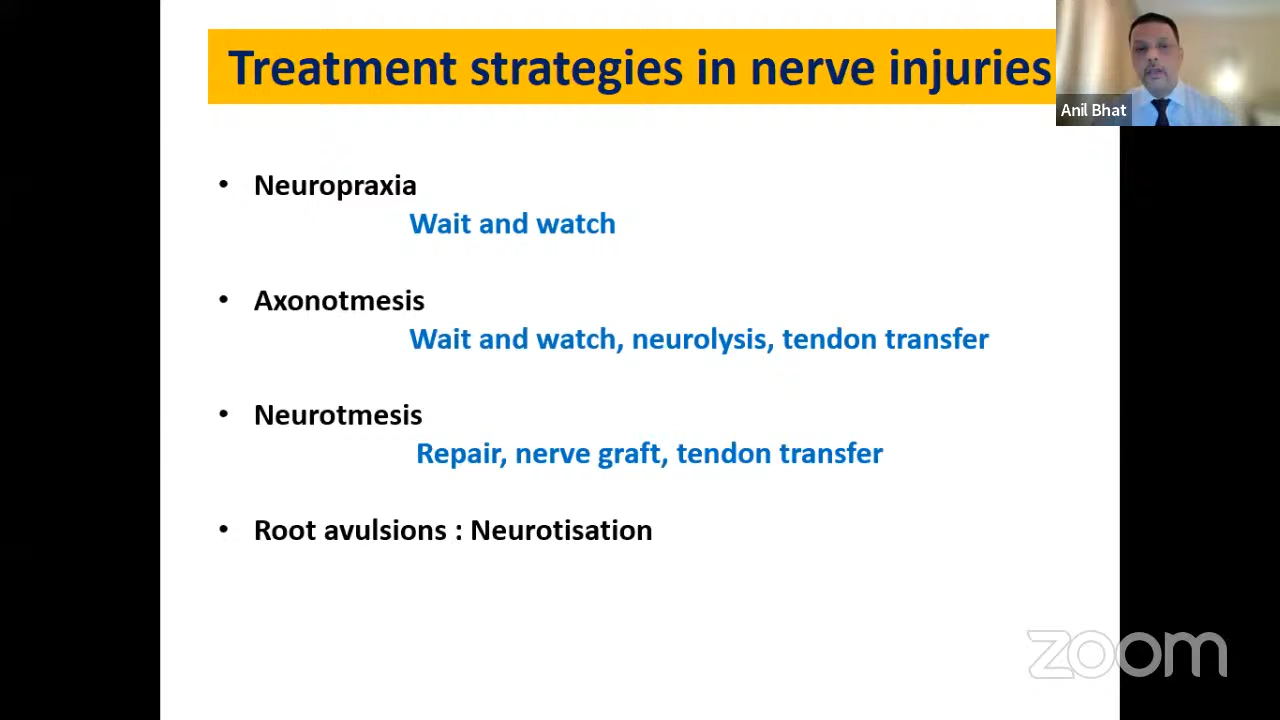 Treatment strategies in nerve injuries
Anil Bhat
• Neuropraxia
Wait and watch
• Axonotmesis
Wait and watch, neurolysis, tendon transfer
• Neurotmesis
Repair, nerve graft, tendon transfer
• Root avulsions : Neurotisation
zoom